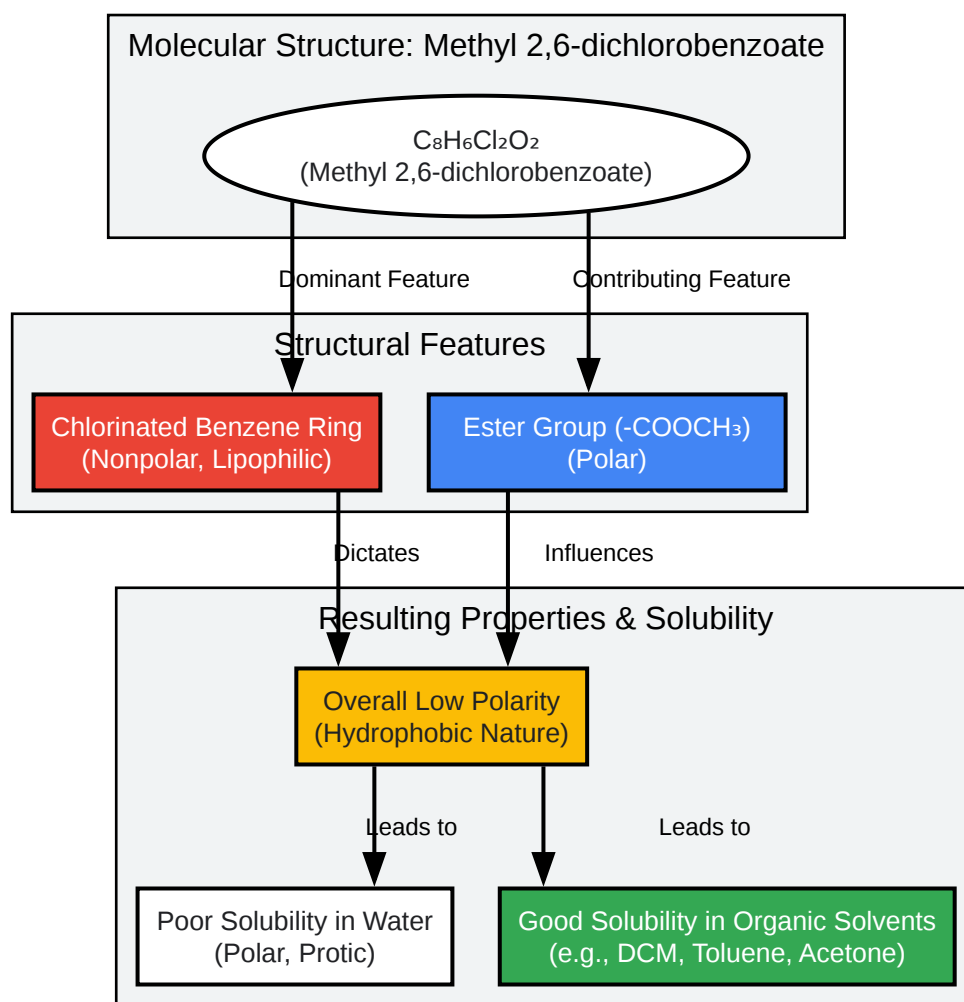 Molecular Structure: Methyl 2,6-dichlorobenzoate
C₈H₆Cl₂O₂
(Methyl 2,6-dichlorobenzoate)
Dominant Feature
Contributing Feature
Structural Features
Chlorinated Benzene Ring
(Nonpolar, Lipophilic)
Ester Group (-COOCH₃)
(Polar)
Dictates
Influences
Resulting Properties & Solubility
Overall Low Polarity
(Hydrophobic Nature)
Leads to
Leads to
Poor Solubility in Water
(Polar, Protic)
Good Solubility in Organic Solvents
(e.g., DCM, Toluene, Acetone)